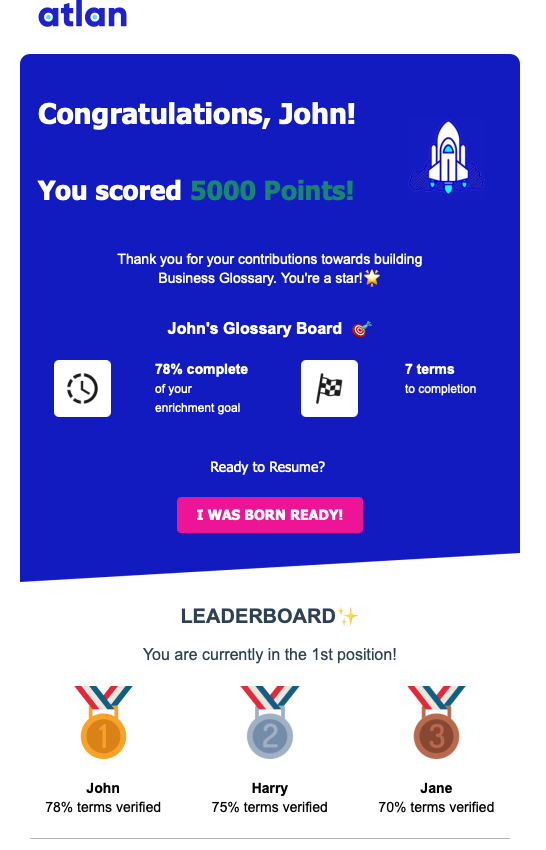 atlan
Congratulations, John!
You scored 5000 Points!
Thank you for your contributions towards building
Business Glossary. You're a star!🌟
John's Glossary Board 🎯
78% complete
of your
enrichment goal
7 terms
to completion
Ready to Resume?
I WAS BORN READY!
LEADERBOARD✨
You are currently in the 1st position!
1
2
3
John
78% terms verified
Harry
75% terms verified
Jane
70% terms verified